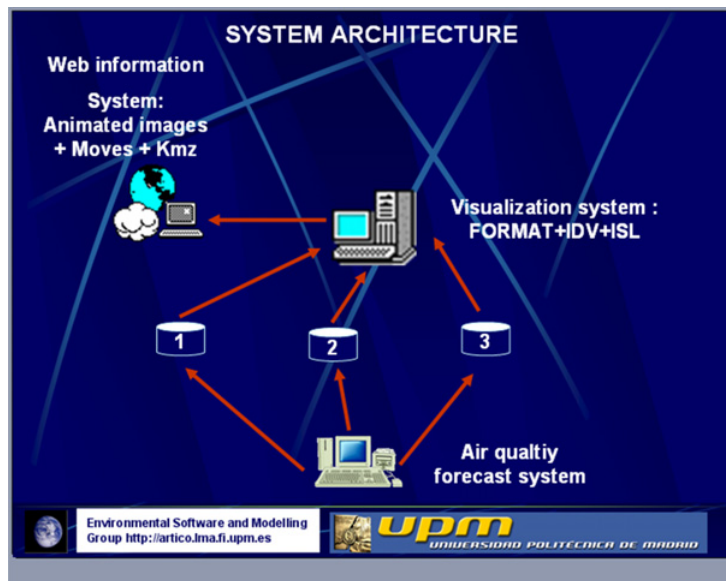 SYSTEM ARCHITECTURE
Web information
System:
Animated images
+ Moves + Kmz
Visualization system :
FORMAT+IDV+ISL
1
2
3
Air qualtiy
forecast system
Environmental Software and Modelling
Group http://artico.lma.fi.upm.es
upm
UNIVERSIDAD POLITÉCNICA DE MADRID